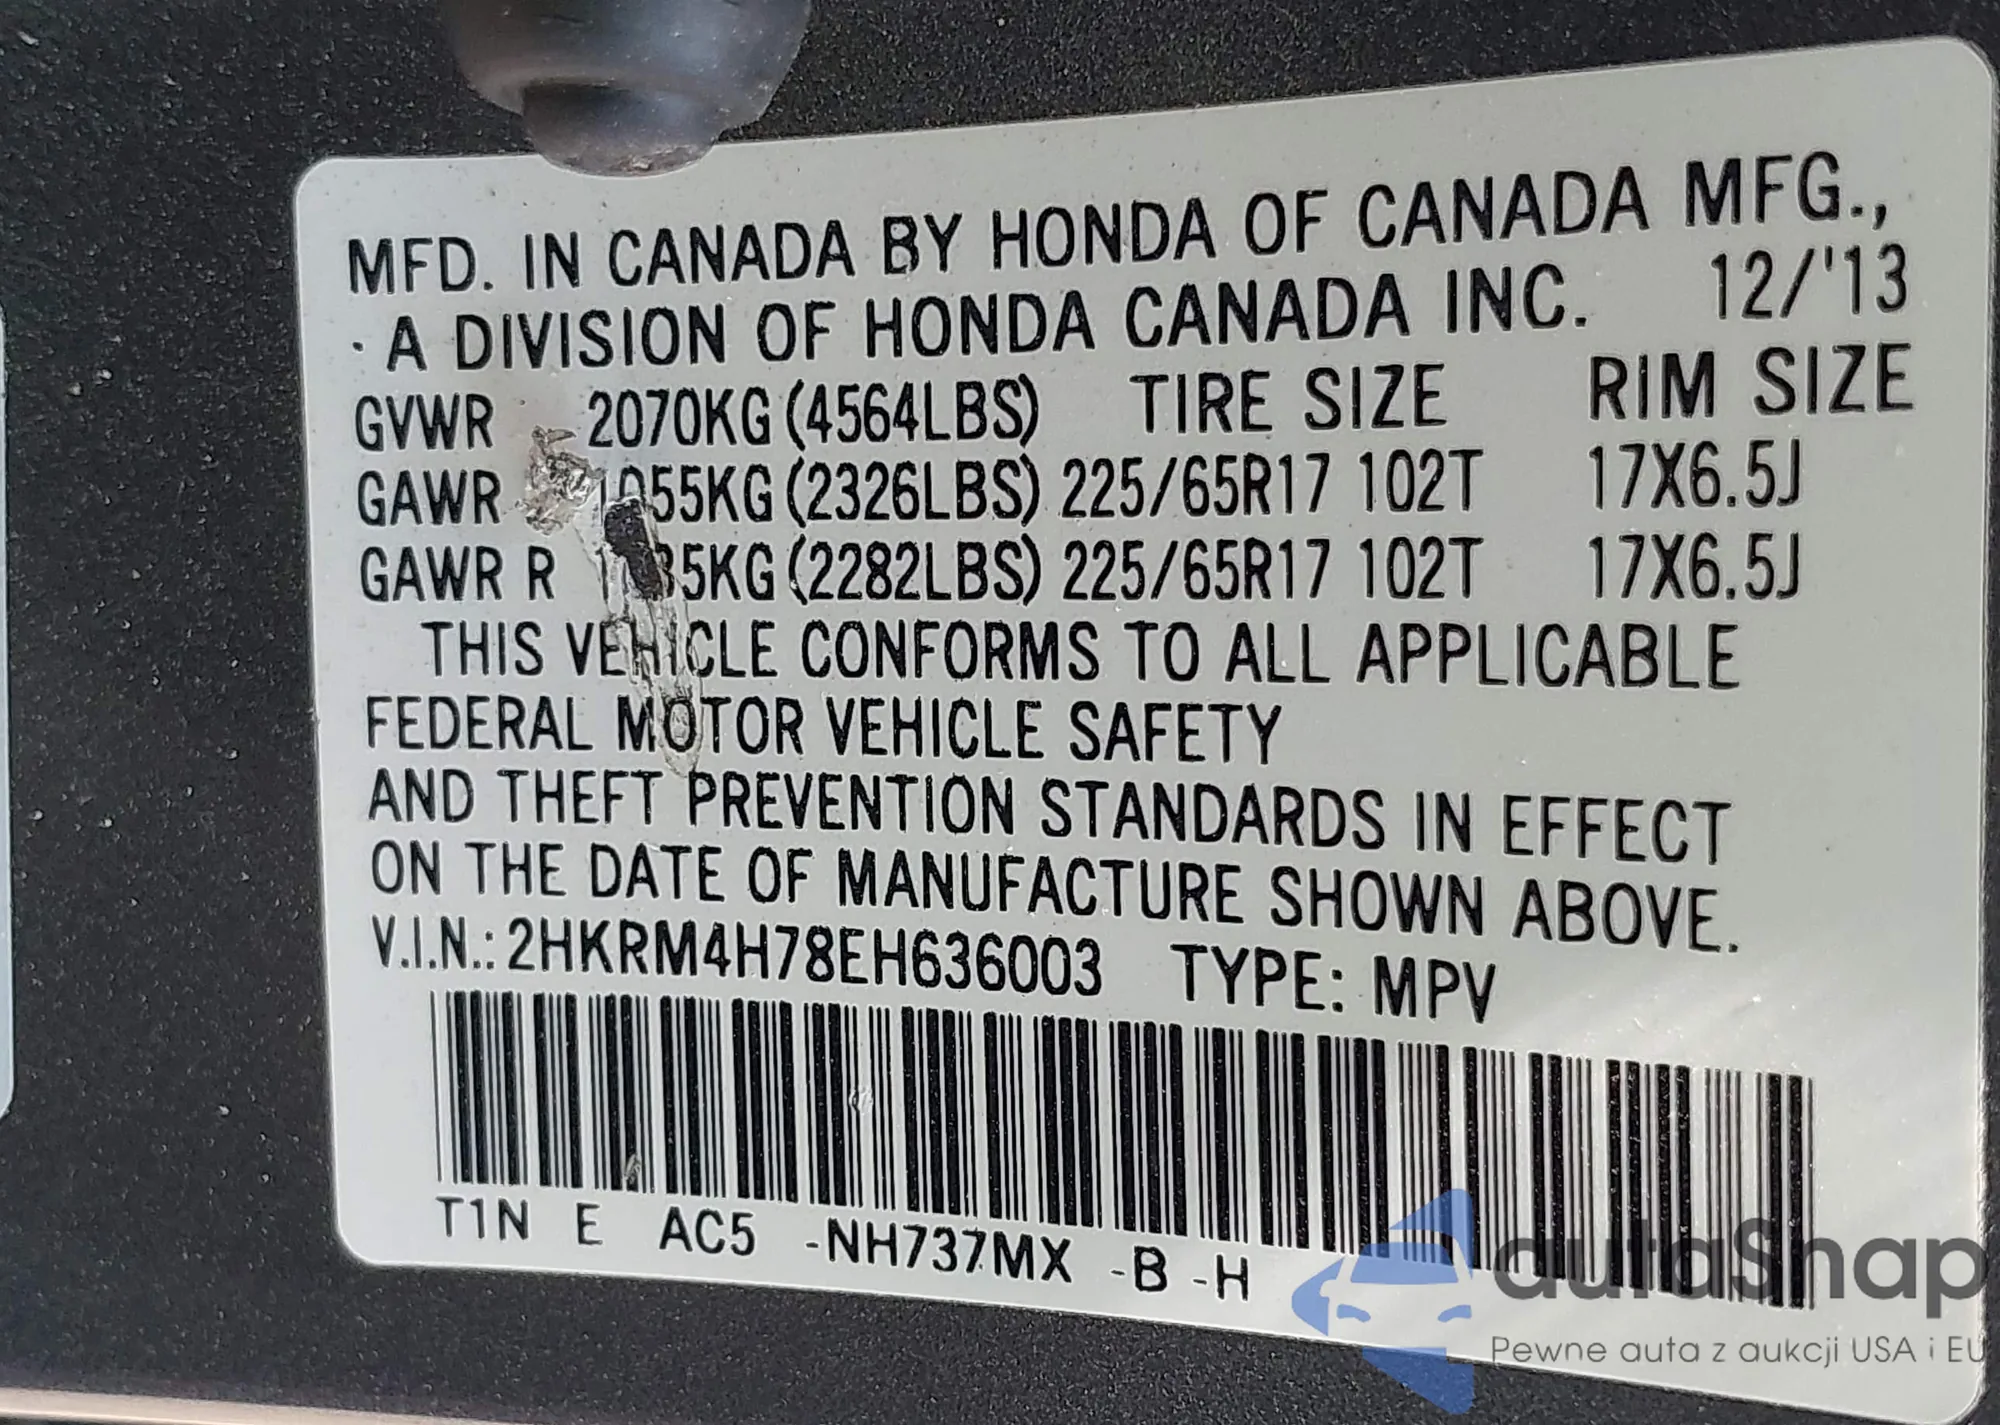 MFD. IN CANADA BY HONDA OF CANADA MFG.,
A DIVISION OF HONDA CANADA INC. 12/'13
GVWR 2070KG (4564LBS) TIRE SIZE RIM SIZE
GAWR (2326LBS) 225/65R17 102T 17X6.5J
GAWR R (2282LBS) 225/65R17 102T 17X6.5J
THIS VEHICLE CONFORMS TO ALL APPLICABLE
FEDERAL MOTOR VEHICLE SAFETY
AND THEFT PREVENTION STANDARDS IN EFFECT
ON THE DATE OF MANUFACTURE SHOWN ABOVE.
V.I.N.: 2HKRM4H78EH636003 TYPE: MPV
T1N E AC5 -NH737MX -B -H
autaSnap
Pewne auta z aukcji USA i EU